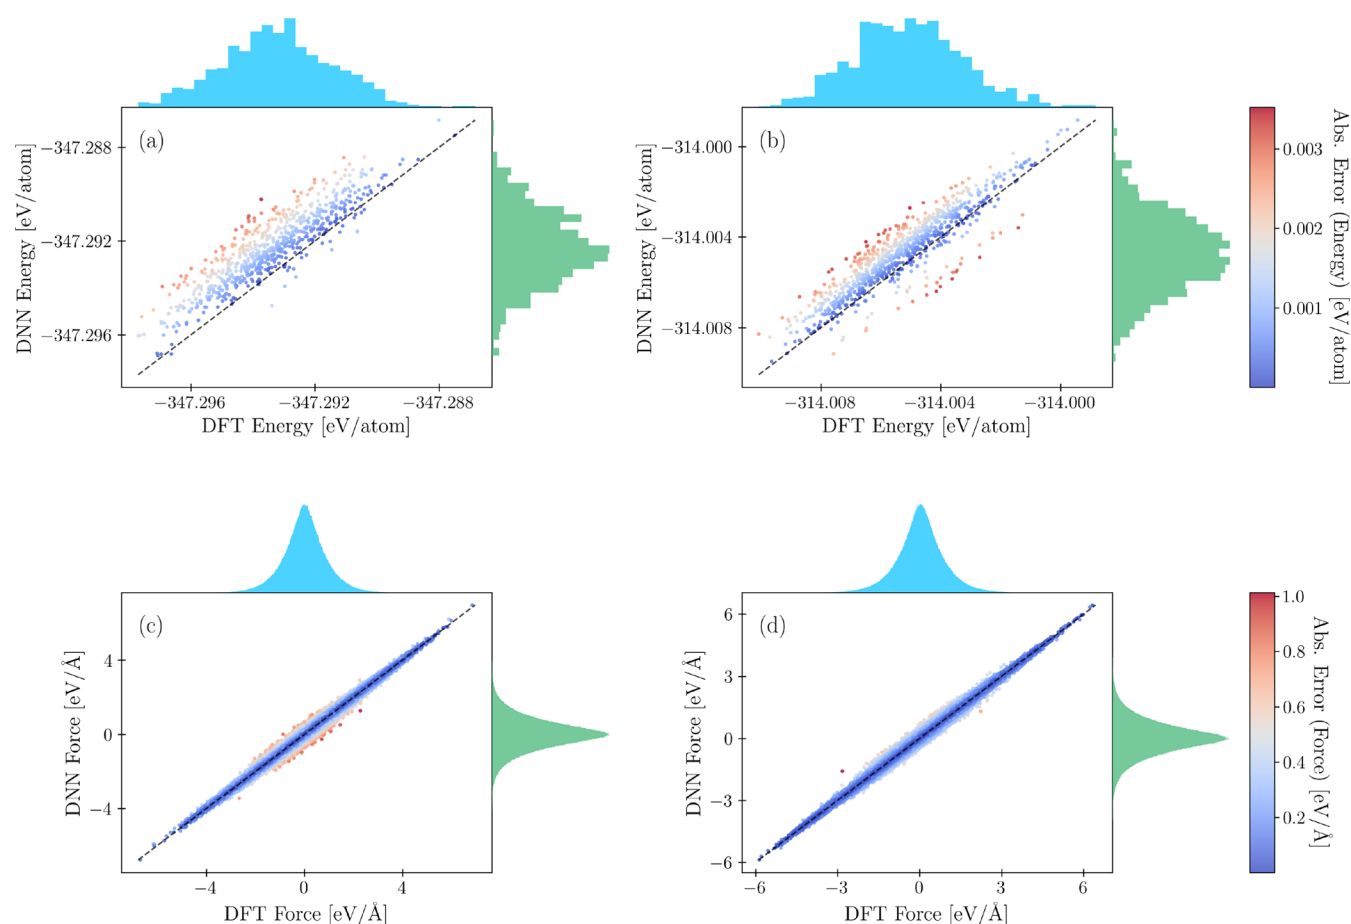 (a)
−347.288
−347.292
−347.296
DNN Energy [eV/atom]
−347.296
−347.292
−347.288
DFT Energy [eV/atom]
(b)
−314.000
−314.004
−314.008
DNN Energy [eV/atom]
−314.008
−314.004
−314.000
DFT Energy [eV/atom]
0.003
0.002
0.001
Abs. Error (Energy) [eV/atom]
(c)
4
0
−4
DNN Force [eV/Å]
−4
0
4
DFT Force [eV/Å]
(d)
6
3
0
−3
−6
DNN Force [eV/Å]
−6
−3
0
3
6
DFT Force [eV/Å]
1.0
0.8
0.6
0.4
0.2
Abs. Error (Force) [eV/Å]